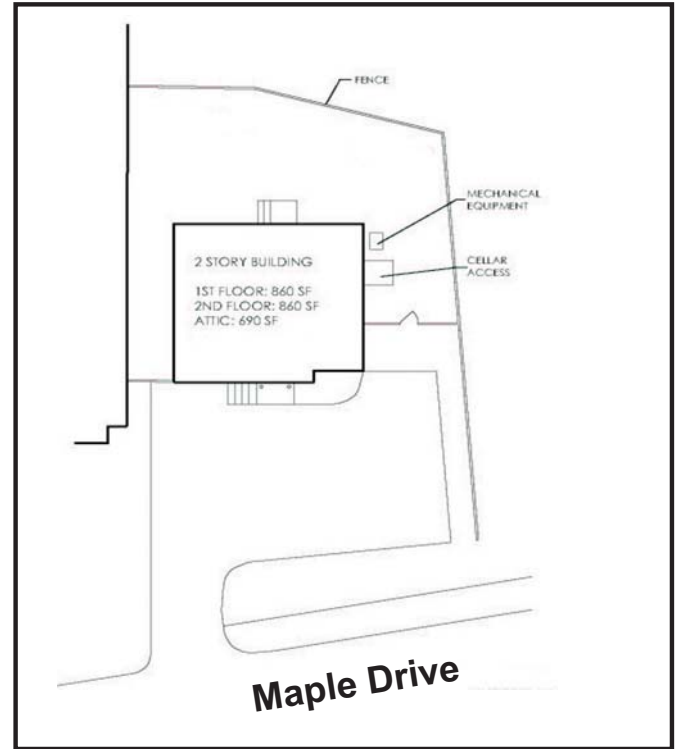 FENCE
MECHANICAL
EQUIPMENT
CELLAR
ACCESS
2 STORY BUILDING
1ST FLOOR: 860 SF
2ND FLOOR: 860 SF
ATTIC: 690 SF
Maple Drive